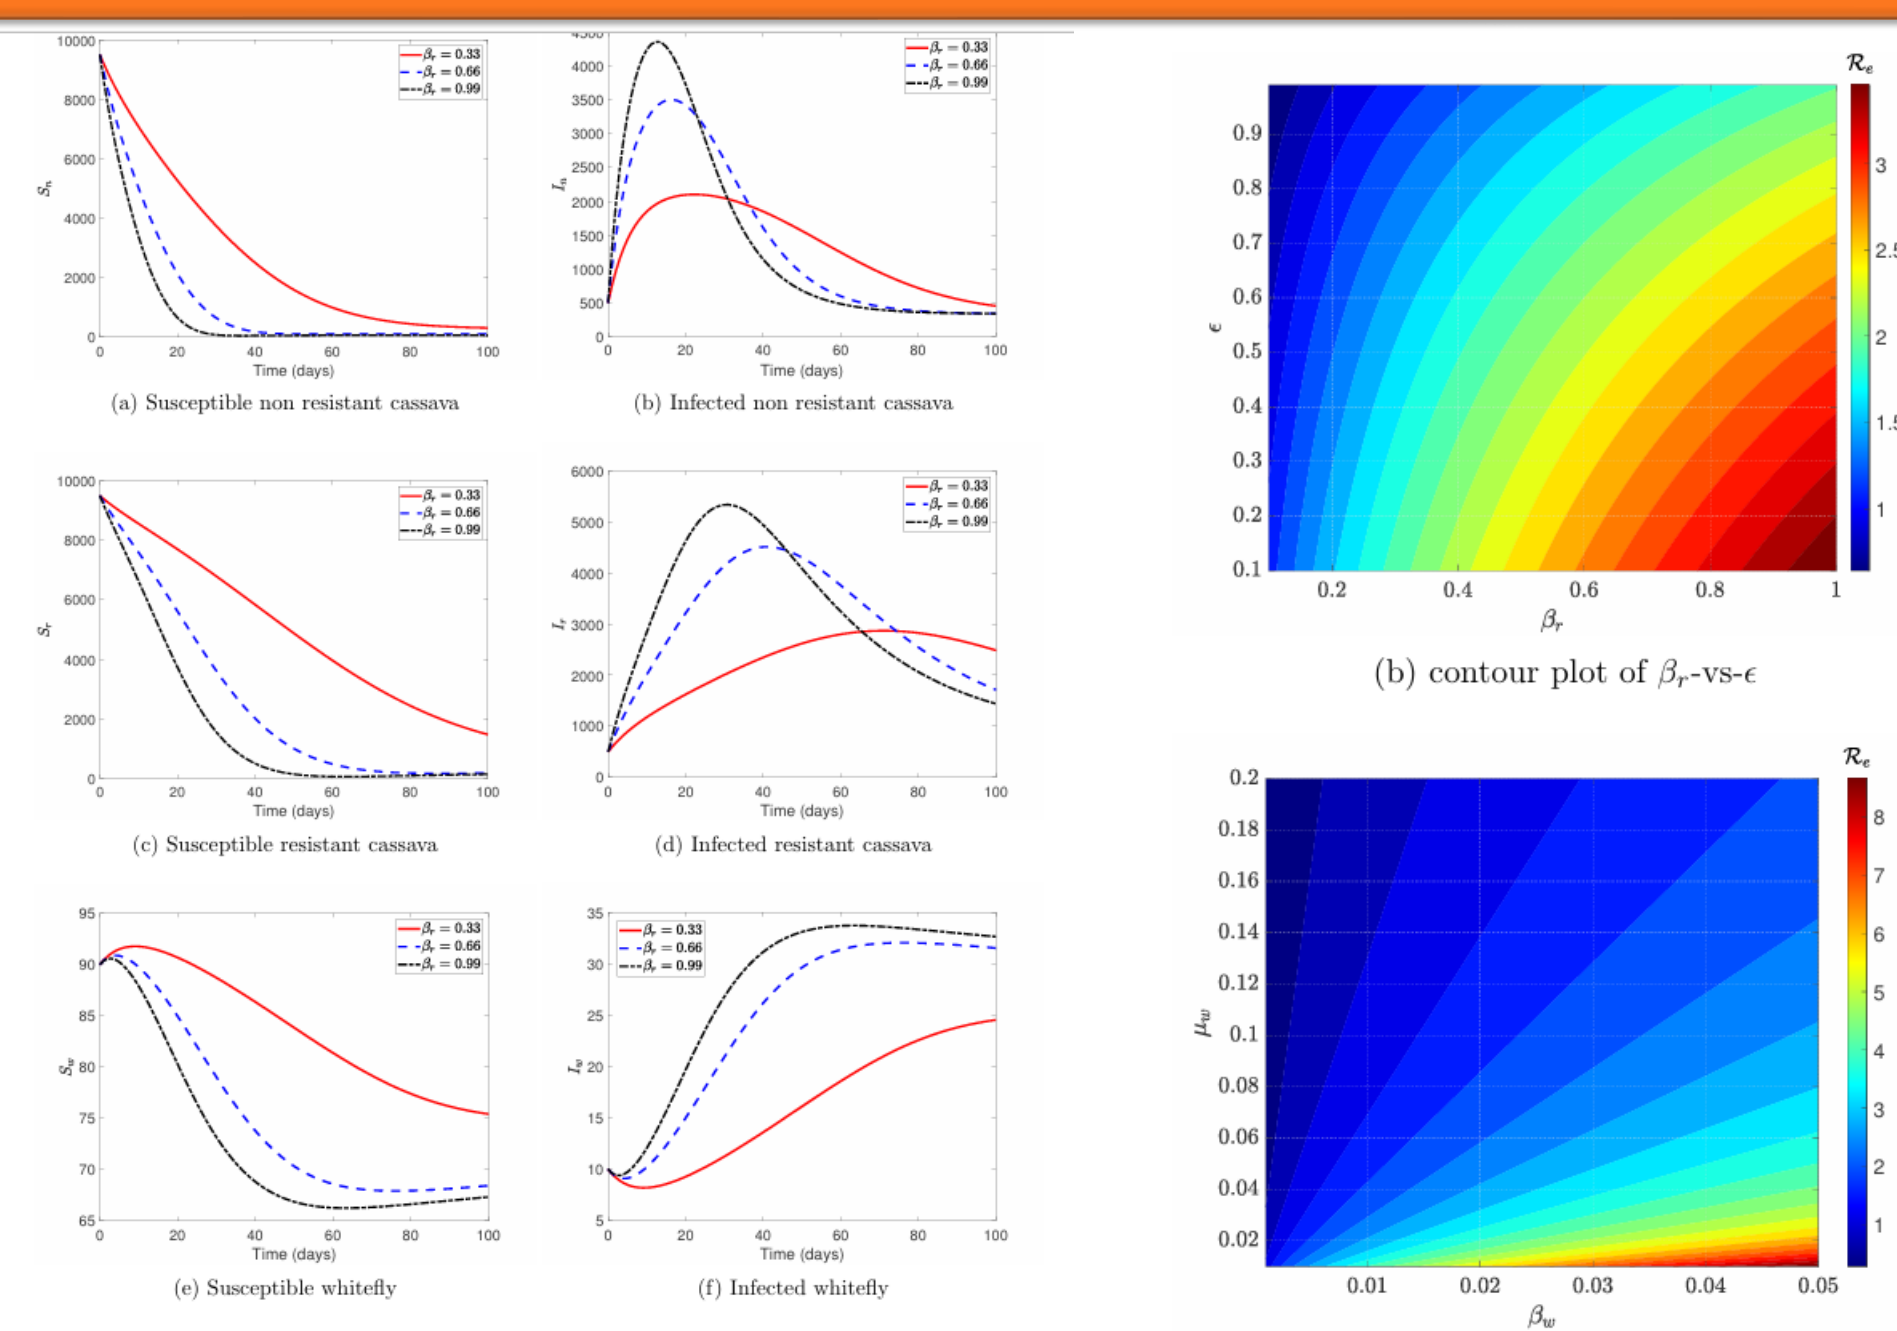 10000
8000
6000
4000
2000
0
S_n
β_r = 0.33
β_r = 0.66
β_r = 0.99
0 20 40 60 80 100
Time (days)
(a) Susceptible non resistant cassava
4500
4000
3500
3000
2500
2000
1500
1000
500
0
I_n
β_r = 0.33
β_r = 0.66
β_r = 0.99
0 20 40 60 80 100
Time (days)
(b) Infected non resistant cassava
10000
8000
6000
4000
2000
0
S_r
β_r = 0.33
β_r = 0.66
β_r = 0.99
0 20 40 60 80 100
Time (days)
(c) Susceptible resistant cassava
6000
5000
4000
3000
2000
1000
0
I_r
β_r = 0.33
β_r = 0.66
β_r = 0.99
0 20 40 60 80 100
Time (days)
(d) Infected resistant cassava
95
90
85
80
75
70
65
S_w
β_r = 0.33
β_r = 0.66
β_r = 0.99
0 20 40 60 80 100
Time (days)
(e) Susceptible whitefly
35
30
25
20
15
10
5
I_w
β_r = 0.33
β_r = 0.66
β_r = 0.99
0 20 40 60 80 100
Time (days)
(f) Infected whitefly
R_e
0.9
0.8
0.7
0.6
0.5
0.4
0.3
0.2
0.1
ϵ
0.2 0.4 0.6 0.8 1
β_r
3
2.5
2
1.5
1
(b) contour plot of β_r-vs-ϵ
R_e
0.2
0.18
0.16
0.14
0.12
0.1
0.08
0.06
0.04
0.02
μ_w
0.01 0.02 0.03 0.04 0.05
β_w
8
7
6
5
4
3
2
1